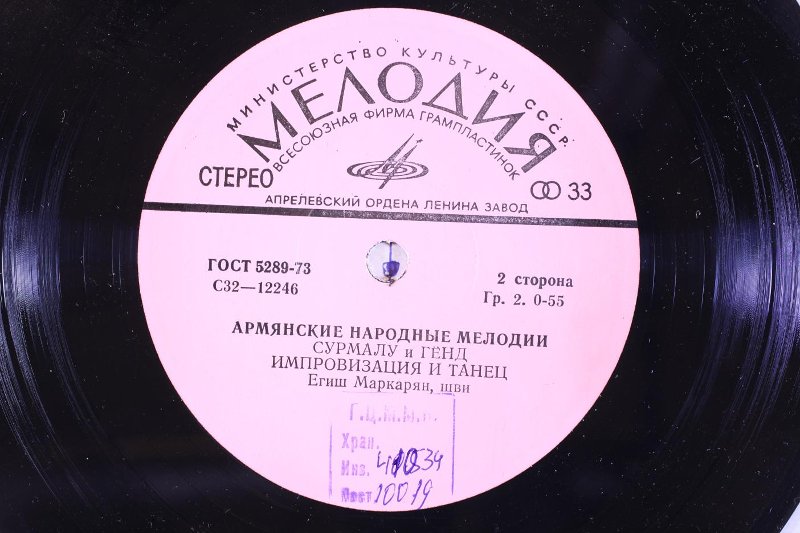 МИНИСТЕРСТВО КУЛЬТУРЫ СССР.
МЕЛОДИЯ
ВСЕСОЮЗНАЯ ФИРМА ГРАМПЛАСТИНОК
СТЕРЕО
33
АПРЕЛЕВСКИЙ ОРДЕНА ЛЕНИНА ЗАВОД
ГОСТ 5289-73
С32—12246
2 сторона
Гр. 2. 0-55
АРМЯНСКИЕ НАРОДНЫЕ МЕЛОДИИ
СУРМАЛУ и ГЕНД
ИМПРОВИЗАЦИЯ И ТАНЕЦ
Егиш Маркарян, шви
Хран.
Инв.
Пост 10019